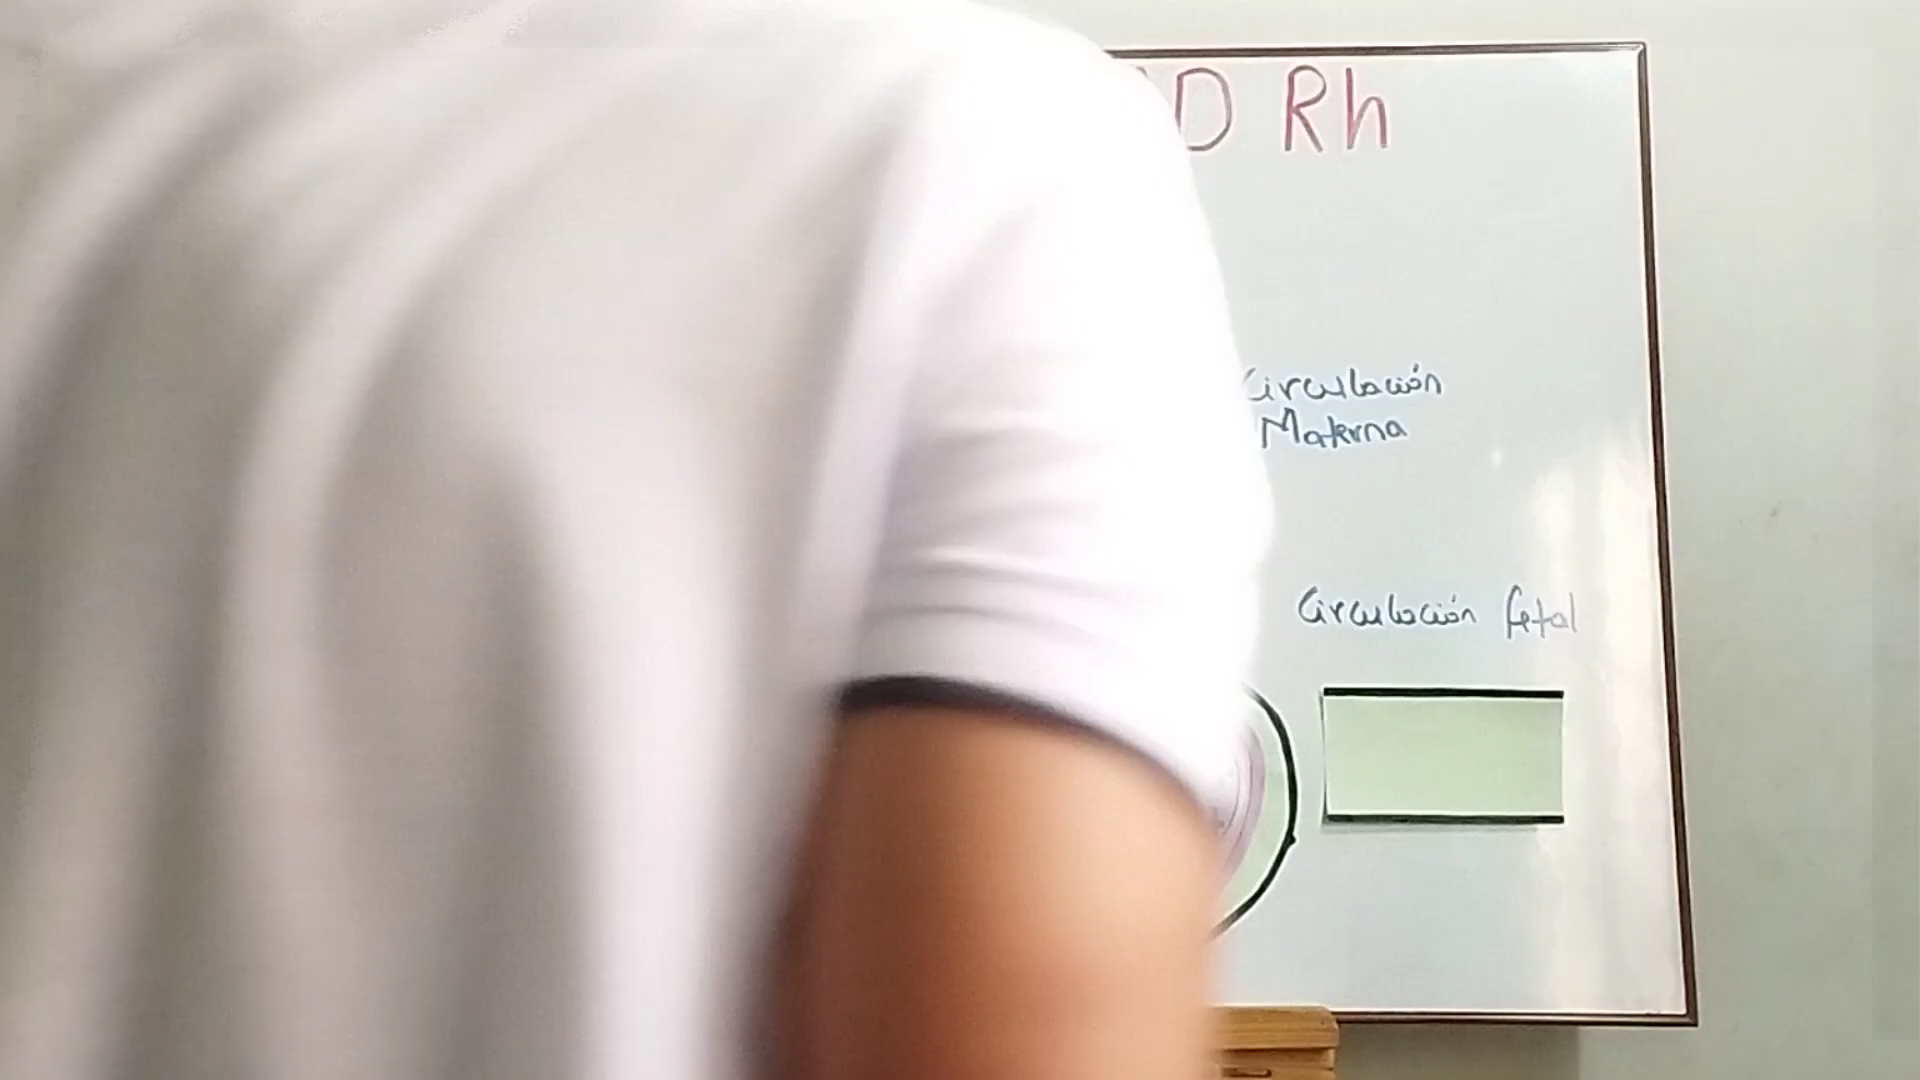 D Rh
Circulación
Materna
Circulación fetal